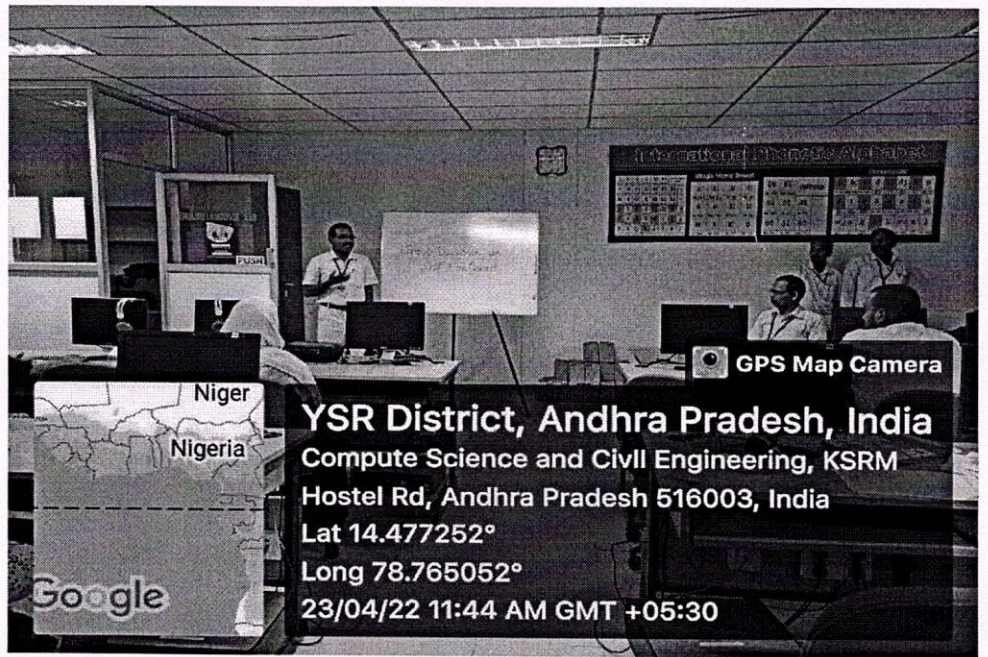 International Phonetic Alphabet
PUSH
GPS Map Camera
Niger
Nigeria
Google
YSR District, Andhra Pradesh, India
Compute Science and Civil Engineering, KSRM
Hostel Rd, Andhra Pradesh 516003, India
Lat 14.477252°
Long 78.765052°
23/04/22 11:44 AM GMT +05:30